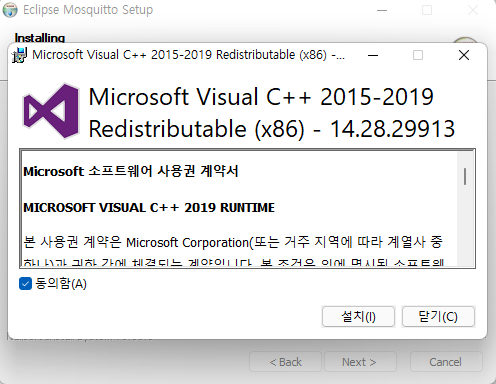 Eclipse Mosquitto Setup
Installing
Microsoft Visual C++ 2015-2019 Redistributable (x86) -...
Microsoft Visual C++ 2015-2019
Redistributable (x86) - 14.28.29913
Microsoft 소프트웨어 사용권 계약서
MICROSOFT VISUAL C++ 2019 RUNTIME
본 사용권 계약은 Microsoft Corporation(또는 거주 지역에 따라 계열사 중
하나)과 귀하 간에 체결되는 계약입니다. 본 조건은 위에 명시된 소프트웨
동의함(A)
설치(I)
닫기(C)
< Back
Next >
Cancel